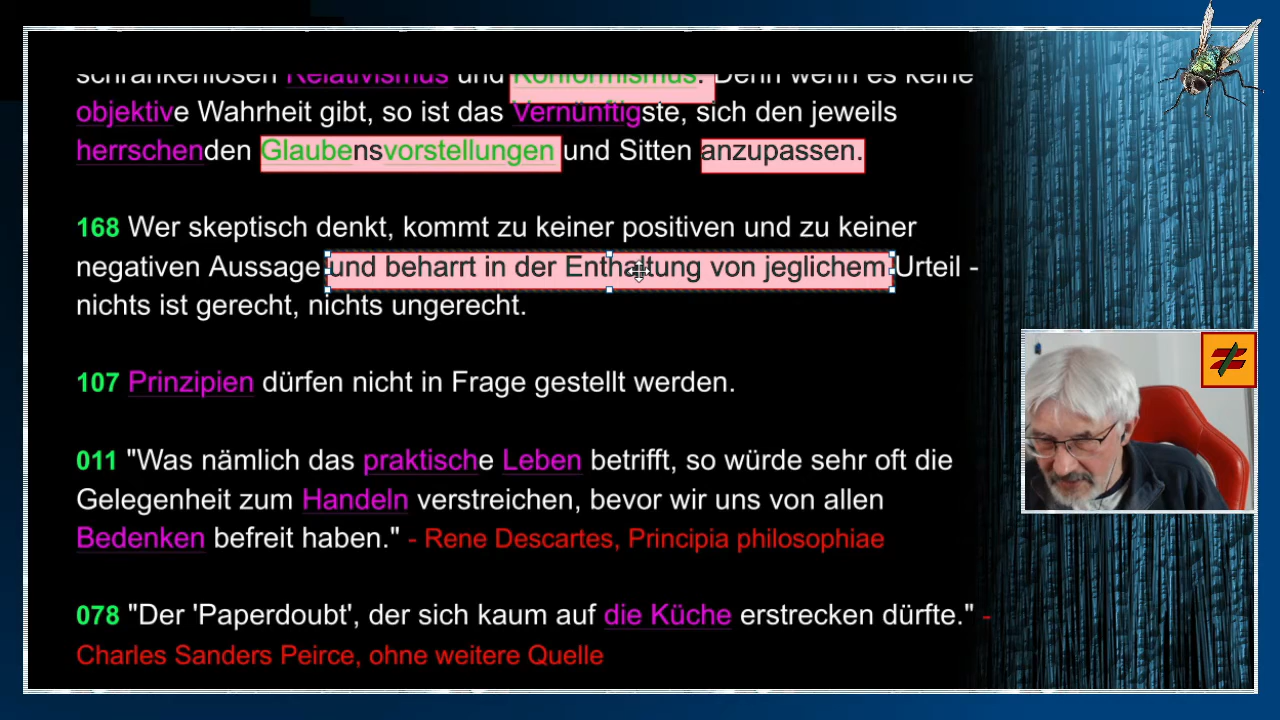 schrankenlosen Relativismus und Konformismus. Denn wenn es keine
objektive Wahrheit gibt, so ist das Vernünftigste, sich den jeweils
herrschenden Glaubensvorstellungen und Sitten anzupassen.
168 Wer skeptisch denkt, kommt zu keiner positiven und zu keiner
negativen Aussage und beharrt in der Enthaltung von jeglichem Urteil -
nichts ist gerecht, nichts ungerecht.
107 Prinzipien dürfen nicht in Frage gestellt werden.
011 "Was nämlich das praktische Leben betrifft, so würde sehr oft die
Gelegenheit zum Handeln verstreichen, bevor wir uns von allen
Bedenken befreit haben." - Rene Descartes, Principia philosophiae
078 "Der 'Paperdoubt', der sich kaum auf die Küche erstrecken dürfte." -
Charles Sanders Peirce, ohne weitere Quelle